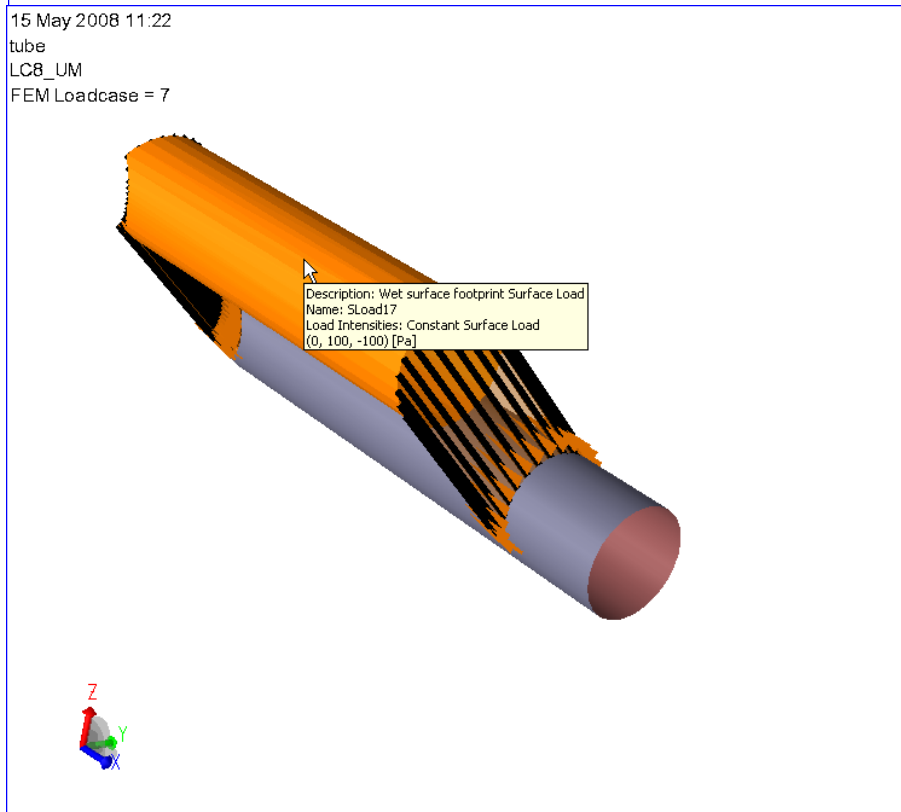 15 May 2008 11:22
tube
LC8_UM
FEM Loadcase = 7
Description: Wet surface footprint Surface Load
Name: SLoad17
Load Intensities: Constant Surface Load
(0, 100, -100) [Pa]
Z
Y
X